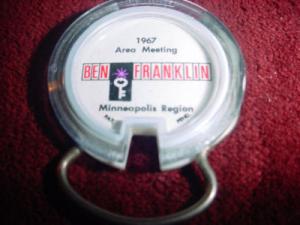 1967
Area Meeting
BEN FRANKLIN
Minneapolis Region